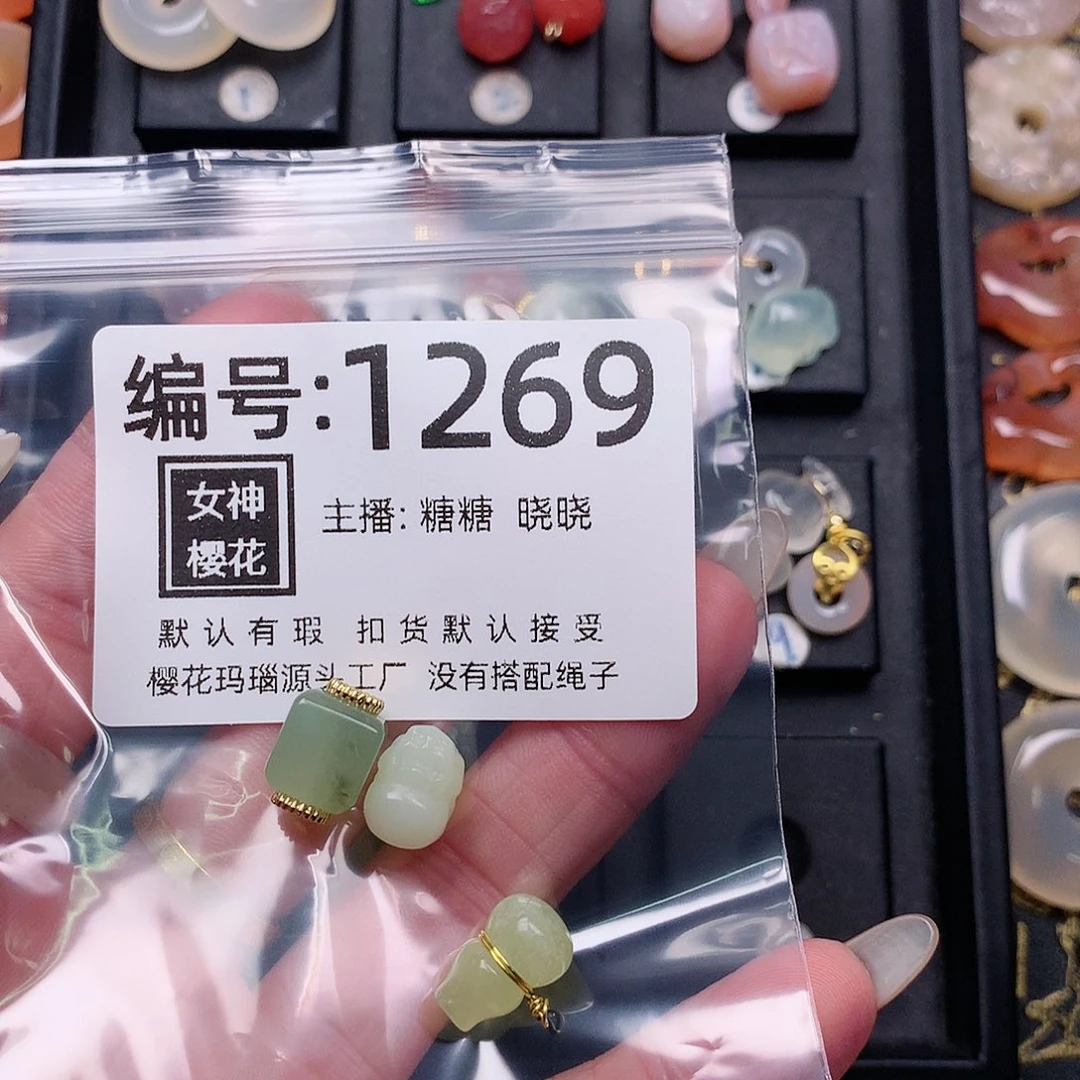 编号:1269
女神
樱花
主播: 糖糖 晓晓
默认有瑕 扣货默认接受
樱花玛瑙源头工厂 没有搭配绳子